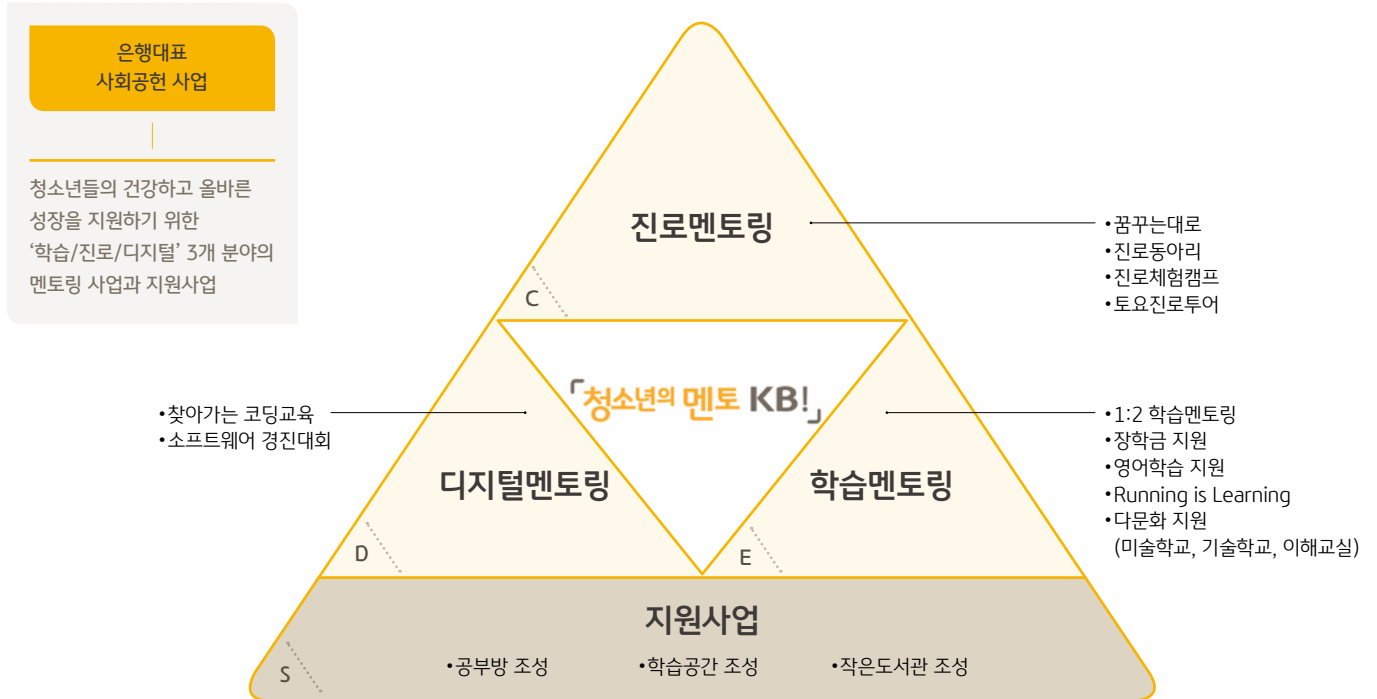 은행대표
사회공헌 사업
청소년들의 건강하고 올바른
성장을 지원하기 위한
‘학습/진로/디지털’ 3개 분야의
멘토링 사업과 지원사업
진로멘토링
C
•꿈꾸는대로
•진로동아리
•진로체험캠프
•토요진로투어
「청소년의 멘토 KB!」
•찾아가는 코딩교육
•소프트웨어 경진대회
디지털멘토링
D
학습멘토링
E
•1:2 학습멘토링
•장학금 지원
•영어학습 지원
•Running is Learning
•다문화 지원
(미술학교, 기술학교, 이해교실)
지원사업
S
•공부방 조성
•학습공간 조성
•작은도서관 조성